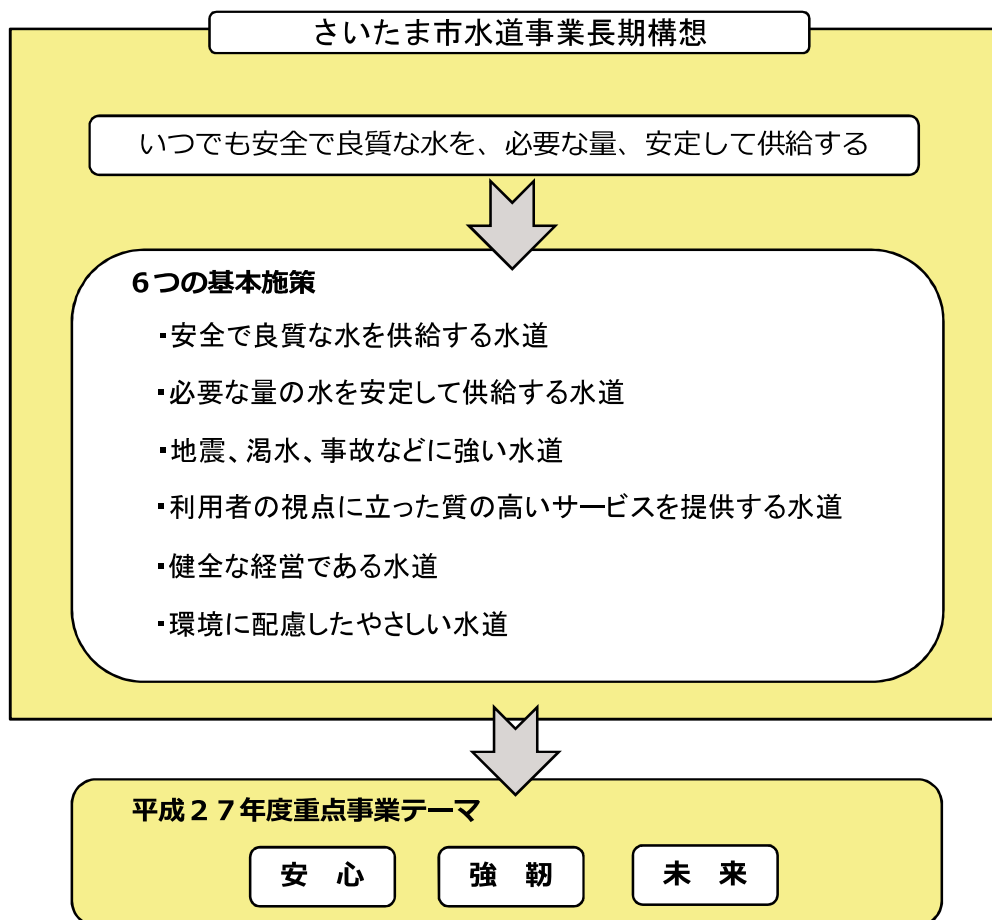 さいたま市水道事業長期構想
いつでも安全で良質な水を、必要な量、安定して供給する
６つの基本施策
・安全で良質な水を供給する水道
・必要な量の水を安定して供給する水道
・地震、渇水、事故などに強い水道
・利用者の視点に立った質の高いサービスを提供する水道
・健全な経営である水道
・環境に配慮したやさしい水道
平成２７年度重点事業テーマ
安　心　強　靭　未　来